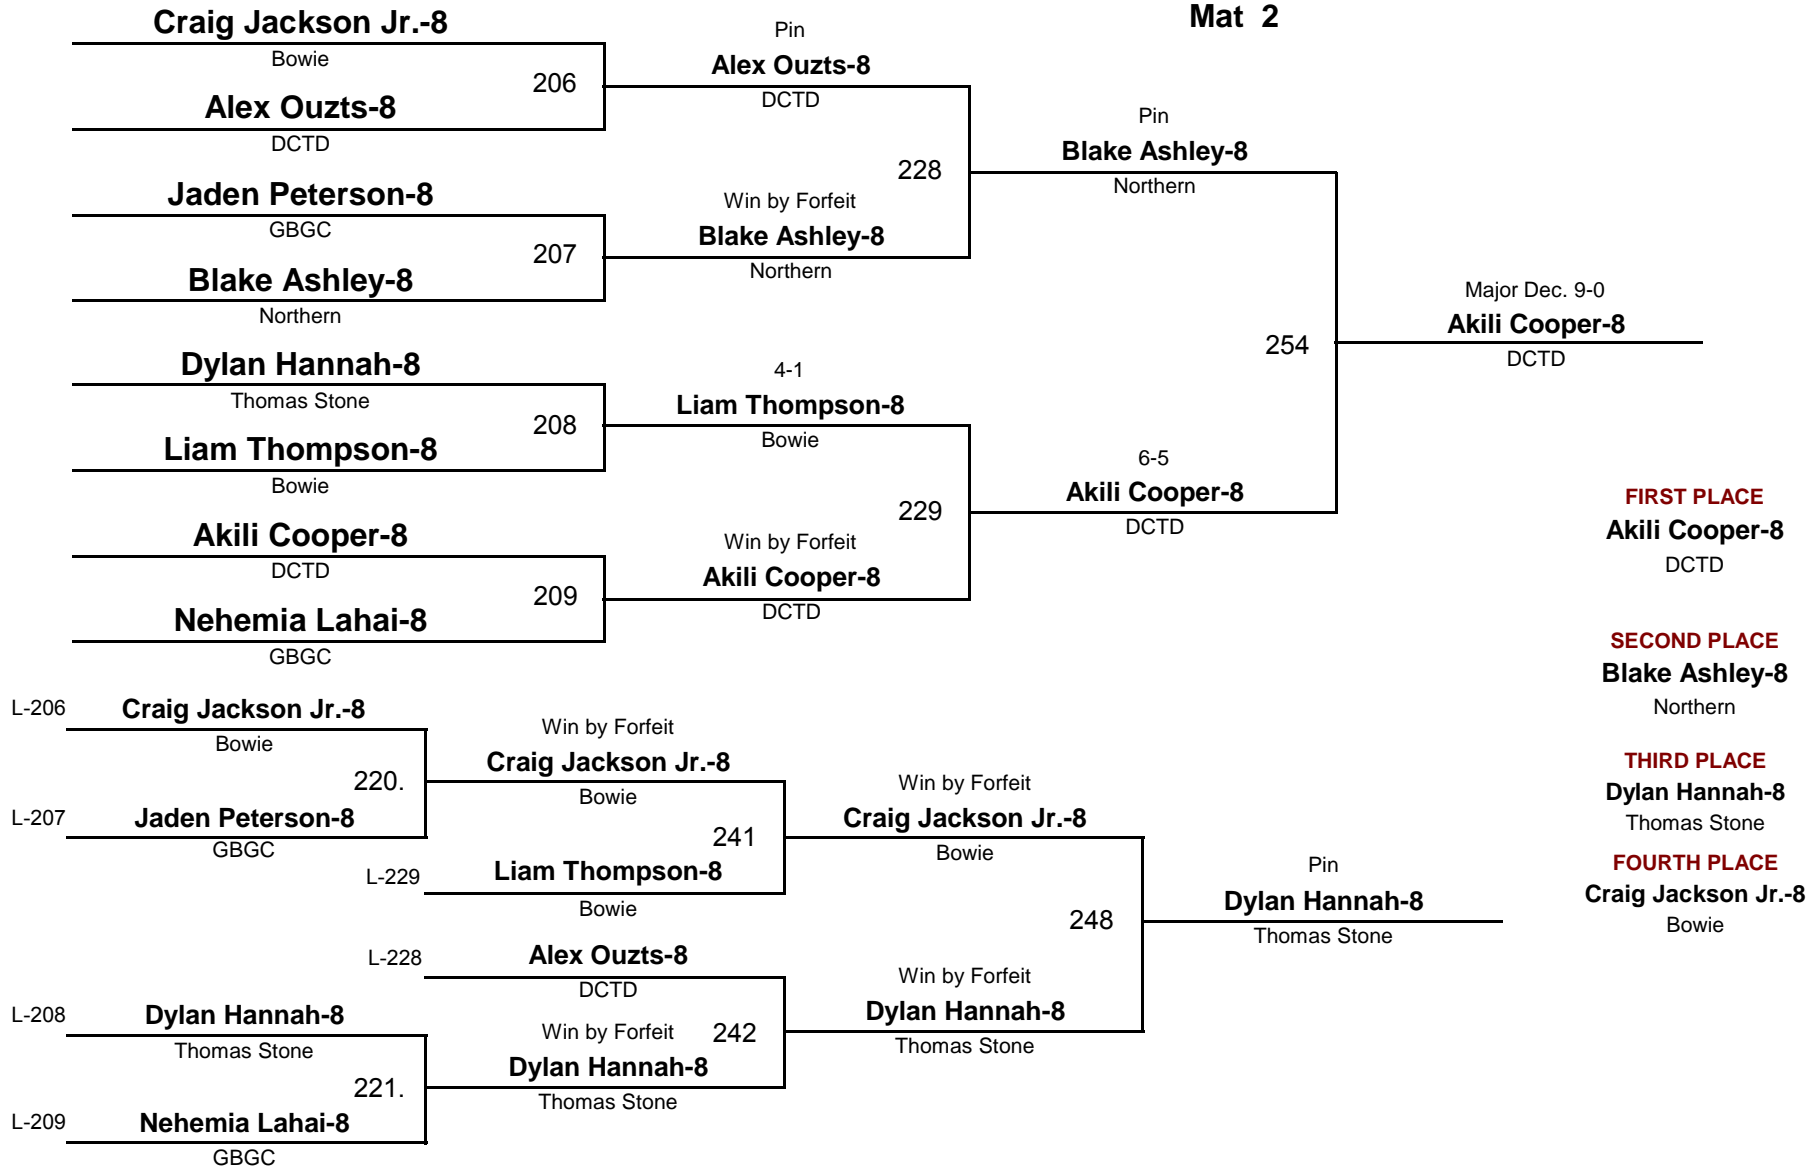 Mat 2
Craig Jackson Jr.-8
Bowie
206
Alex Ouzts-8
DCTD
Jaden Peterson-8
GBGC
207
Blake Ashley-8
Northern
Dylan Hannah-8
Thomas Stone
208
Liam Thompson-8
Bowie
Akili Cooper-8
DCTD
209
Nehemia Lahai-8
GBGC
Pin
Alex Ouzts-8
DCTD
228
Win by Forfeit
Blake Ashley-8
Northern
4-1
Liam Thompson-8
Bowie
229
Win by Forfeit
Akili Cooper-8
DCTD
Pin
Blake Ashley-8
Northern
254
6-5
Akili Cooper-8
DCTD
Major Dec. 9-0
Akili Cooper-8
DCTD
L-206
Craig Jackson Jr.-8
Bowie
220.
L-207
Jaden Peterson-8
GBGC
L-208
Dylan Hannah-8
Thomas Stone
221.
L-209
Nehemia Lahai-8
GBGC
Win by Forfeit
Craig Jackson Jr.-8
Bowie
241
L-229
Liam Thompson-8
Bowie
L-228
Alex Ouzts-8
DCTD
242
Win by Forfeit
Dylan Hannah-8
Thomas Stone
Win by Forfeit
Craig Jackson Jr.-8
Bowie
248
Win by Forfeit
Dylan Hannah-8
Thomas Stone
Pin
Dylan Hannah-8
Thomas Stone
FIRST PLACE
Akili Cooper-8
DCTD
SECOND PLACE
Blake Ashley-8
Northern
THIRD PLACE
Dylan Hannah-8
Thomas Stone
FOURTH PLACE
Craig Jackson Jr.-8
Bowie